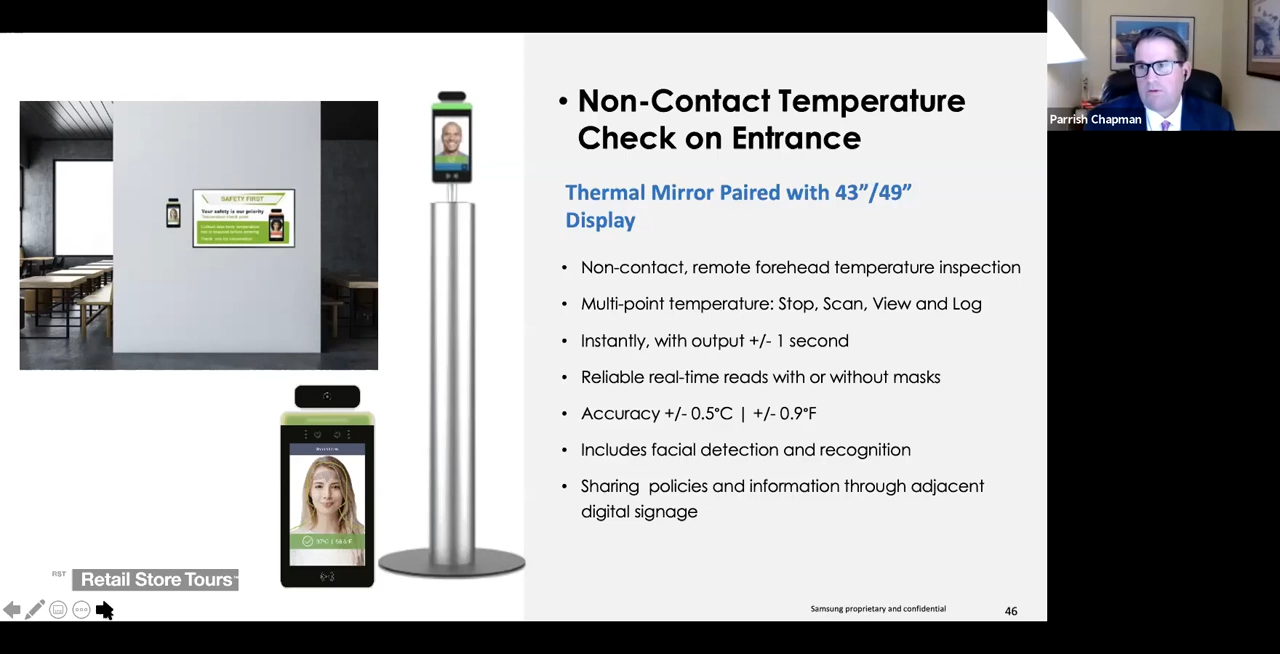 • Non-Contact Temperature
Check on Entrance
Thermal Mirror Paired with 43”/49”
Display
• Non-contact, remote forehead temperature inspection
• Multi-point temperature: Stop, Scan, View and Log
• Instantly, with output +/- 1 second
• Reliable real-time reads with or without masks
• Accuracy +/- 0.5°C | +/- 0.9°F
• Includes facial detection and recognition
• Sharing policies and information through adjacent
digital signage
SAFETY FIRST
Your safety is our priority
RST
Retail Store Tours
Samsung proprietary and confidential
46
Parrish Chapman